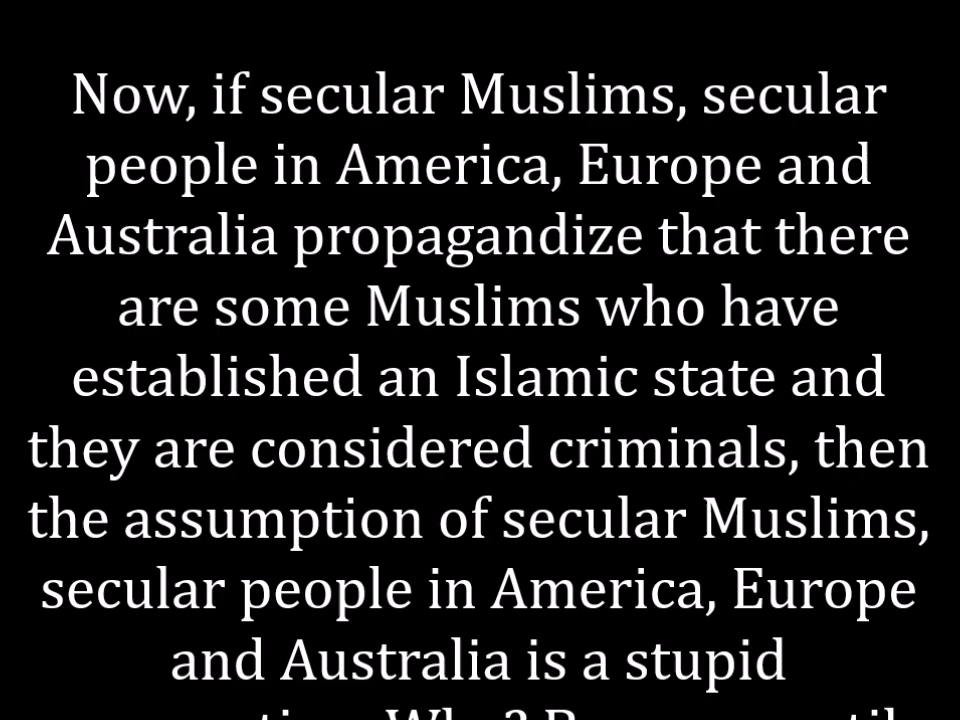 Now, if secular Muslims, secular
people in America, Europe and
Australia propagandize that there
are some Muslims who have
established an Islamic state and
they are considered criminals, then
the assumption of secular Muslims,
secular people in America, Europe
and Australia is a stupid